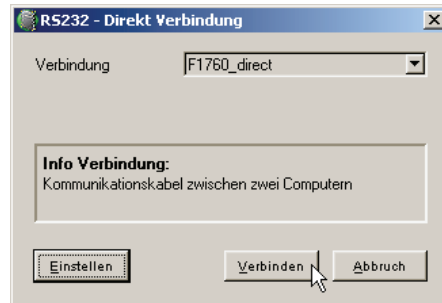 RS232 - Direkt Verbindung
Verbindung F1760_direct
Info Verbindung:
Kommunikationskabel zwischen zwei Computern
Einstellen Verbinden Abbruch